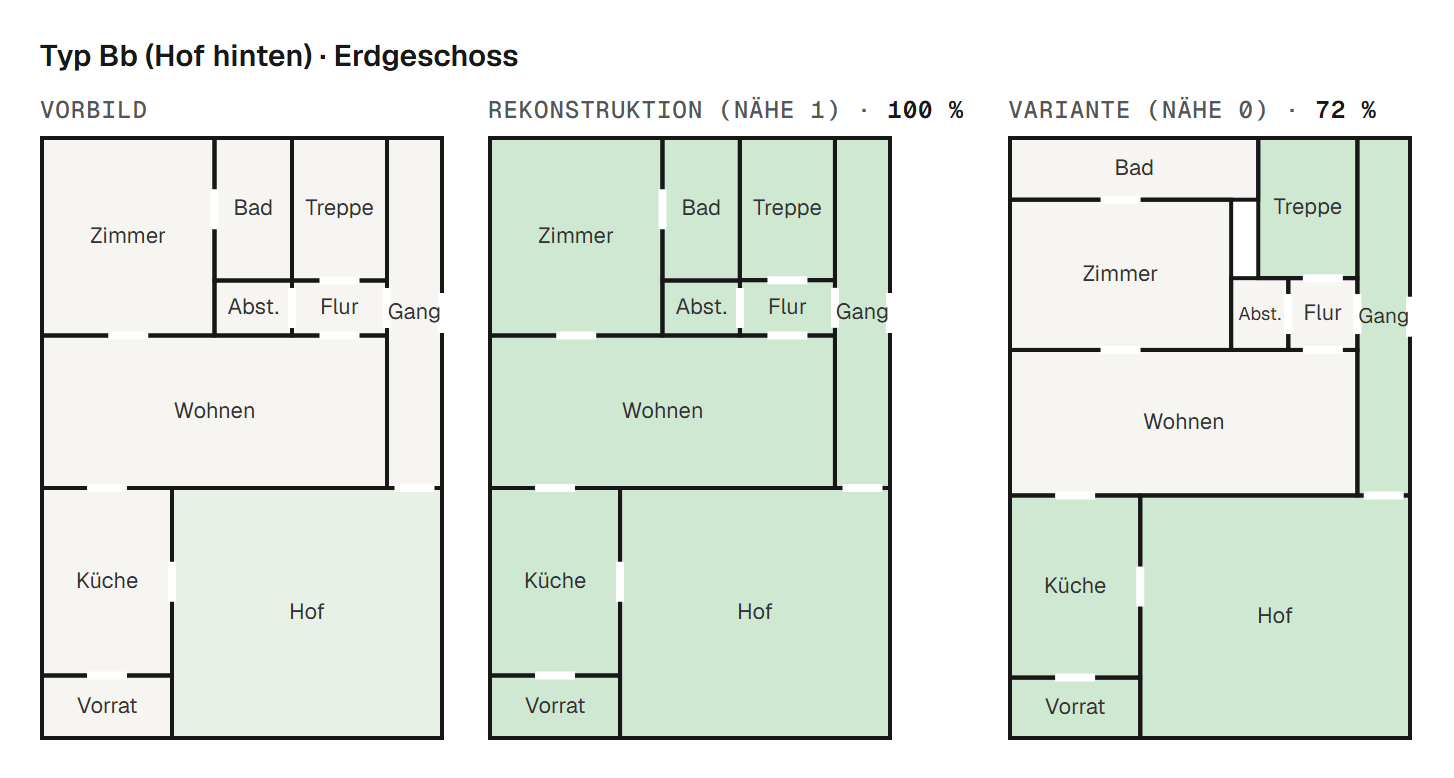 Typ Bb (Hof hinten) · Erdgeschoss
VORBILD
Zimmer
Bad
Treppe
Abst.
Flur
Gang
Wohnen
Küche
Hof
Vorrat
REKONSTRUKTION (NÄHE 1) · 100 %
Zimmer
Bad
Treppe
Abst.
Flur
Gang
Wohnen
Küche
Hof
Vorrat
VARIANTE (NÄHE 0) · 72 %
Bad
Treppe
Zimmer
Abst.
Flur
Gang
Wohnen
Küche
Hof
Vorrat